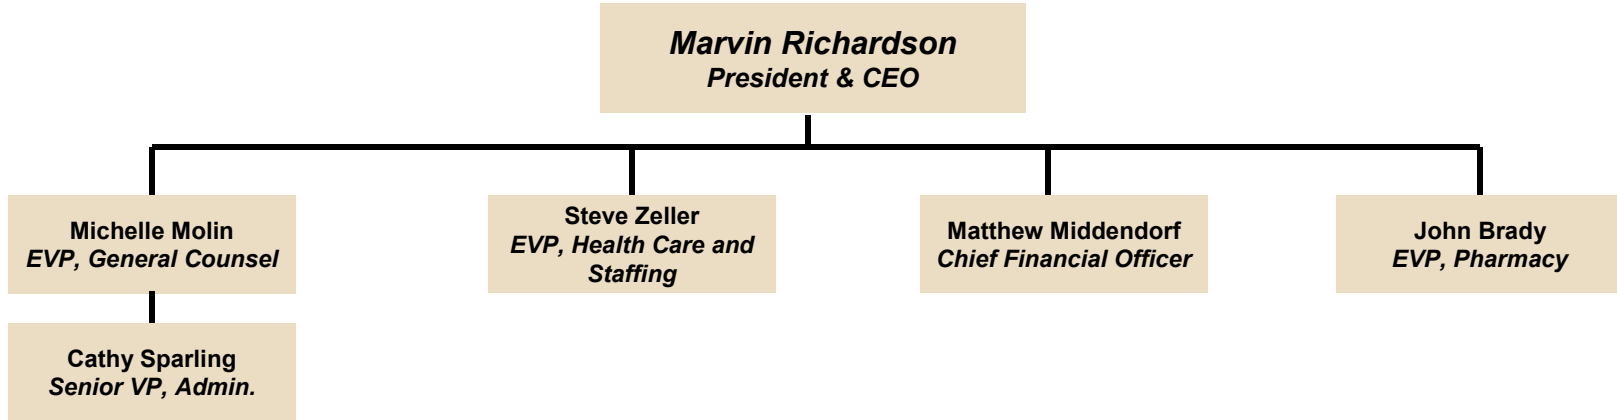 Marvin Richardson
President & CEO
Michelle Molin
EVP, General Counsel
Steve Zeller
EVP, Health Care and
Staffing
Matthew Middendorf
Chief Financial Officer
John Brady
EVP, Pharmacy
Cathy Sparling
Senior VP, Admin.